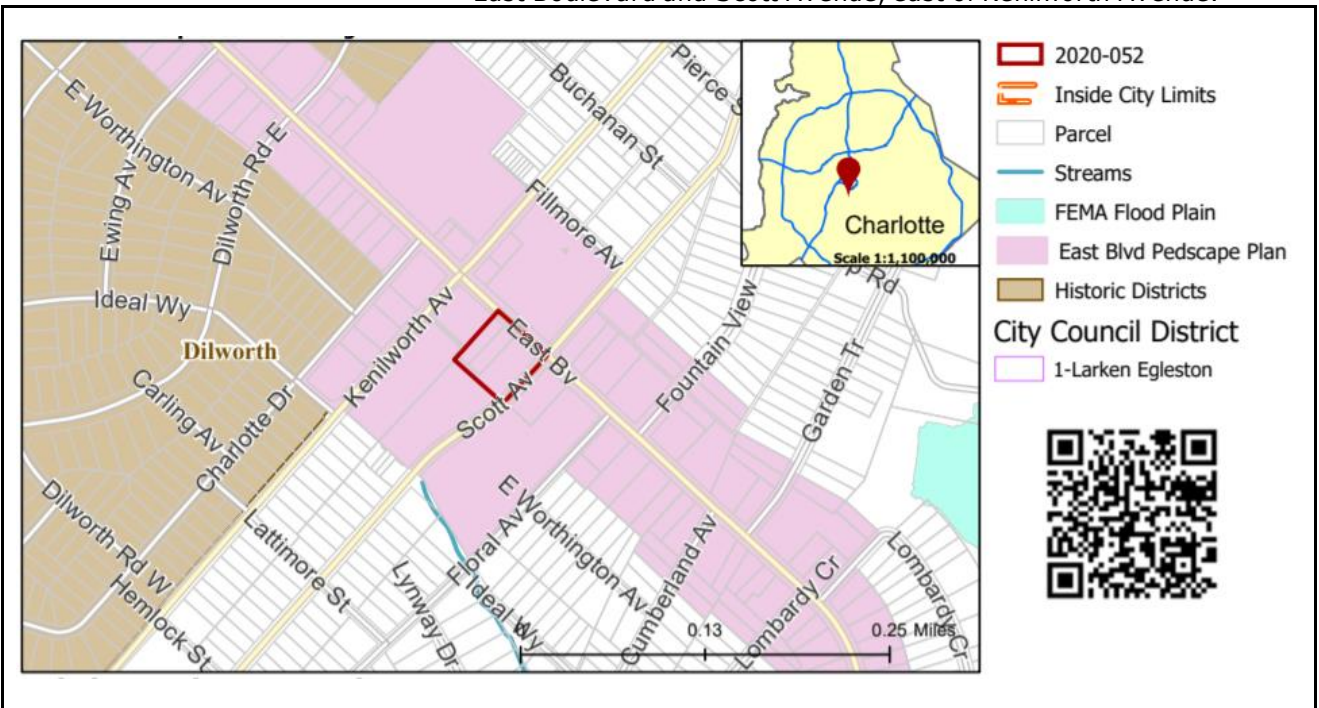 East Boulevard and Scott Avenue, east of Kenilworth Avenue.
E Worthington Av
Ewing Av
Dilworth Rd E
Ideal Wy
Dilworth
Carling Av
Charlotte Dr
Kenilworth Av
Dilworth Rd W
Hemlock St
Lattimore St
Lynway Dr
Buchanan St
Pierce S
Fillmore Av
East Bv
Scott Av
Fountain View
Garden Tr
p Rd
E Worthington Av
Floral Av
Ideal Wy
Cumberland Av
Lombardy Cr
Lombardy Cr
0
0.13
0.25 Miles
Charlotte
Scale 1:1,100,000
2020-052
Inside City Limits
Parcel
Streams
FEMA Flood Plain
East Blvd Pedscape Plan
Historic Districts
City Council District
1-Larken Egleston